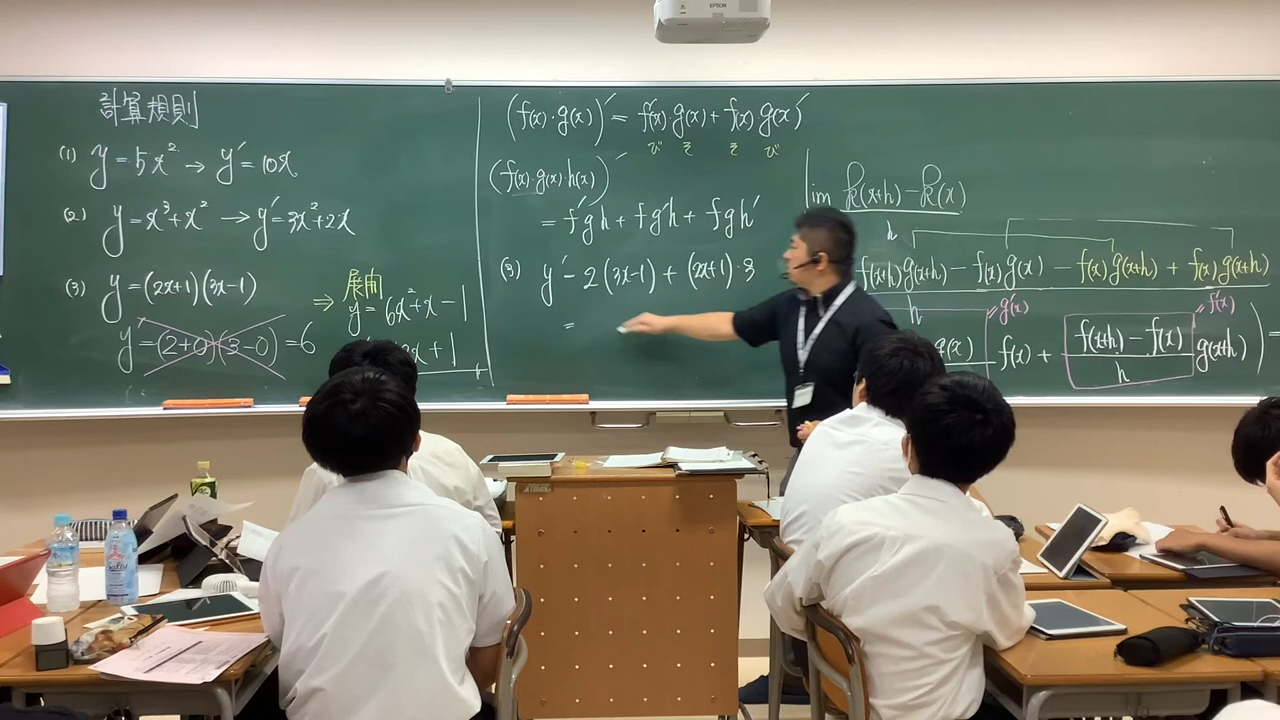 計算規則
(1) y = 5x² → y' = 10x
(2) y = x³ + x² → y' = 3x² + 2x
(3) y = (2x+1)(3x-1)
y' = (2+0)(3-0) = 6
⇒ 展開
y = 6x² + x - 1
x + 1
(f(x)·g(x))' = f'(x)·g(x) + f(x)g(x)'
び そ そ び
(f(x)·g(x)·h(x))'
= f'gh + fg'h + fgh'
(3) y' = 2(3x-1) + (2x+1)·3
=
lim k(x+h) - k(x)
h
f(x+h)g(x+h) - f(x)g(x) - f(x)g(x+h) + f(x)g(x+h)
h
g'(x)
f'(x)
g(x) f(x) + f(x+h) - f(x) g(x+h) ) =
h
EPSON